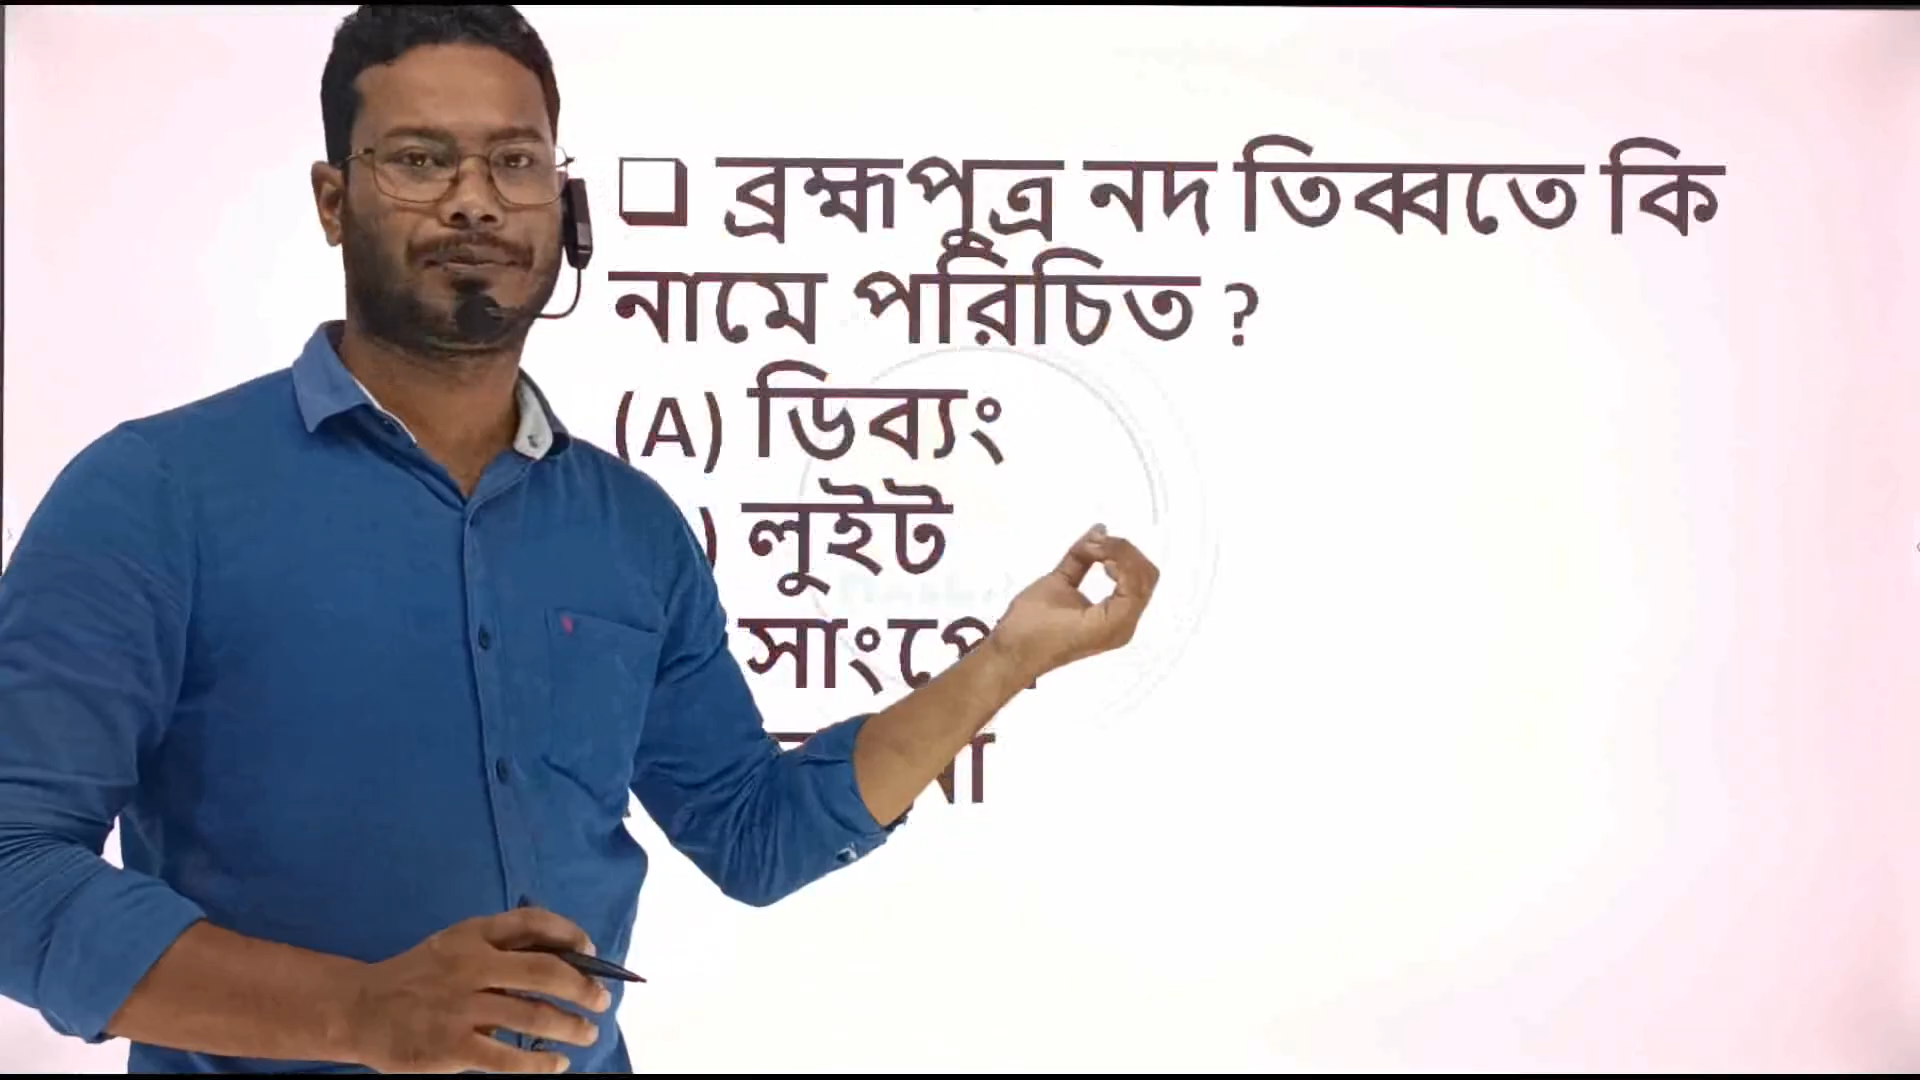 ❑ ব্রহ্মপুত্র নদ তিব্বতে কি
নামে পরিচিত ?
(A) ডিব্যং
) লুইট